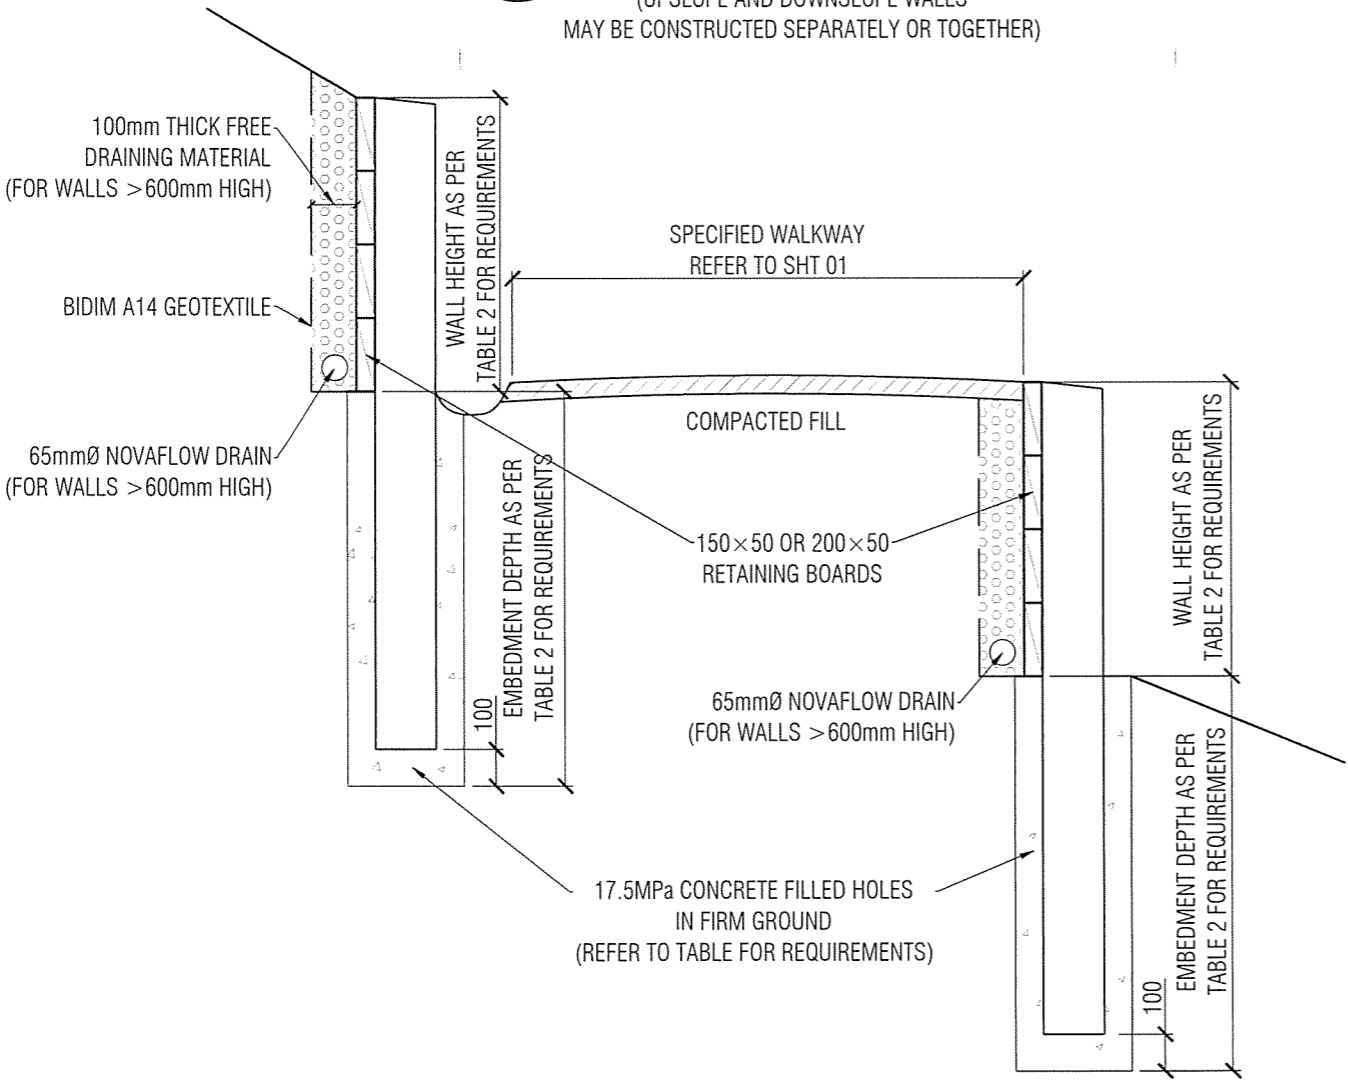 (UPSLOPE AND DOWNSLOPE WALLS
MAY BE CONSTRUCTED SEPARATELY OR TOGETHER)
100mm THICK FREE
DRAINING MATERIAL
(FOR WALLS >600mm HIGH)
WALL HEIGHT AS PER
TABLE 2 FOR REQUIREMENTS
SPECIFIED WALKWAY
REFER TO SHT 01
BIDIM A14 GEOTEXTILE
COMPACTED FILL
65mmØ NOVAFLOW DRAIN
(FOR WALLS >600mm HIGH)
WALL HEIGHT AS PER
TABLE 2 FOR REQUIREMENTS
EMBEDMENT DEPTH AS PER
TABLE 2 FOR REQUIREMENTS
150×50 OR 200×50
RETAINING BOARDS
100
65mmØ NOVAFLOW DRAIN
(FOR WALLS >600mm HIGH)
17.5MPa CONCRETE FILLED HOLES
IN FIRM GROUND
(REFER TO TABLE FOR REQUIREMENTS)
EMBEDMENT DEPTH AS PER
TABLE 2 FOR REQUIREMENTS
100